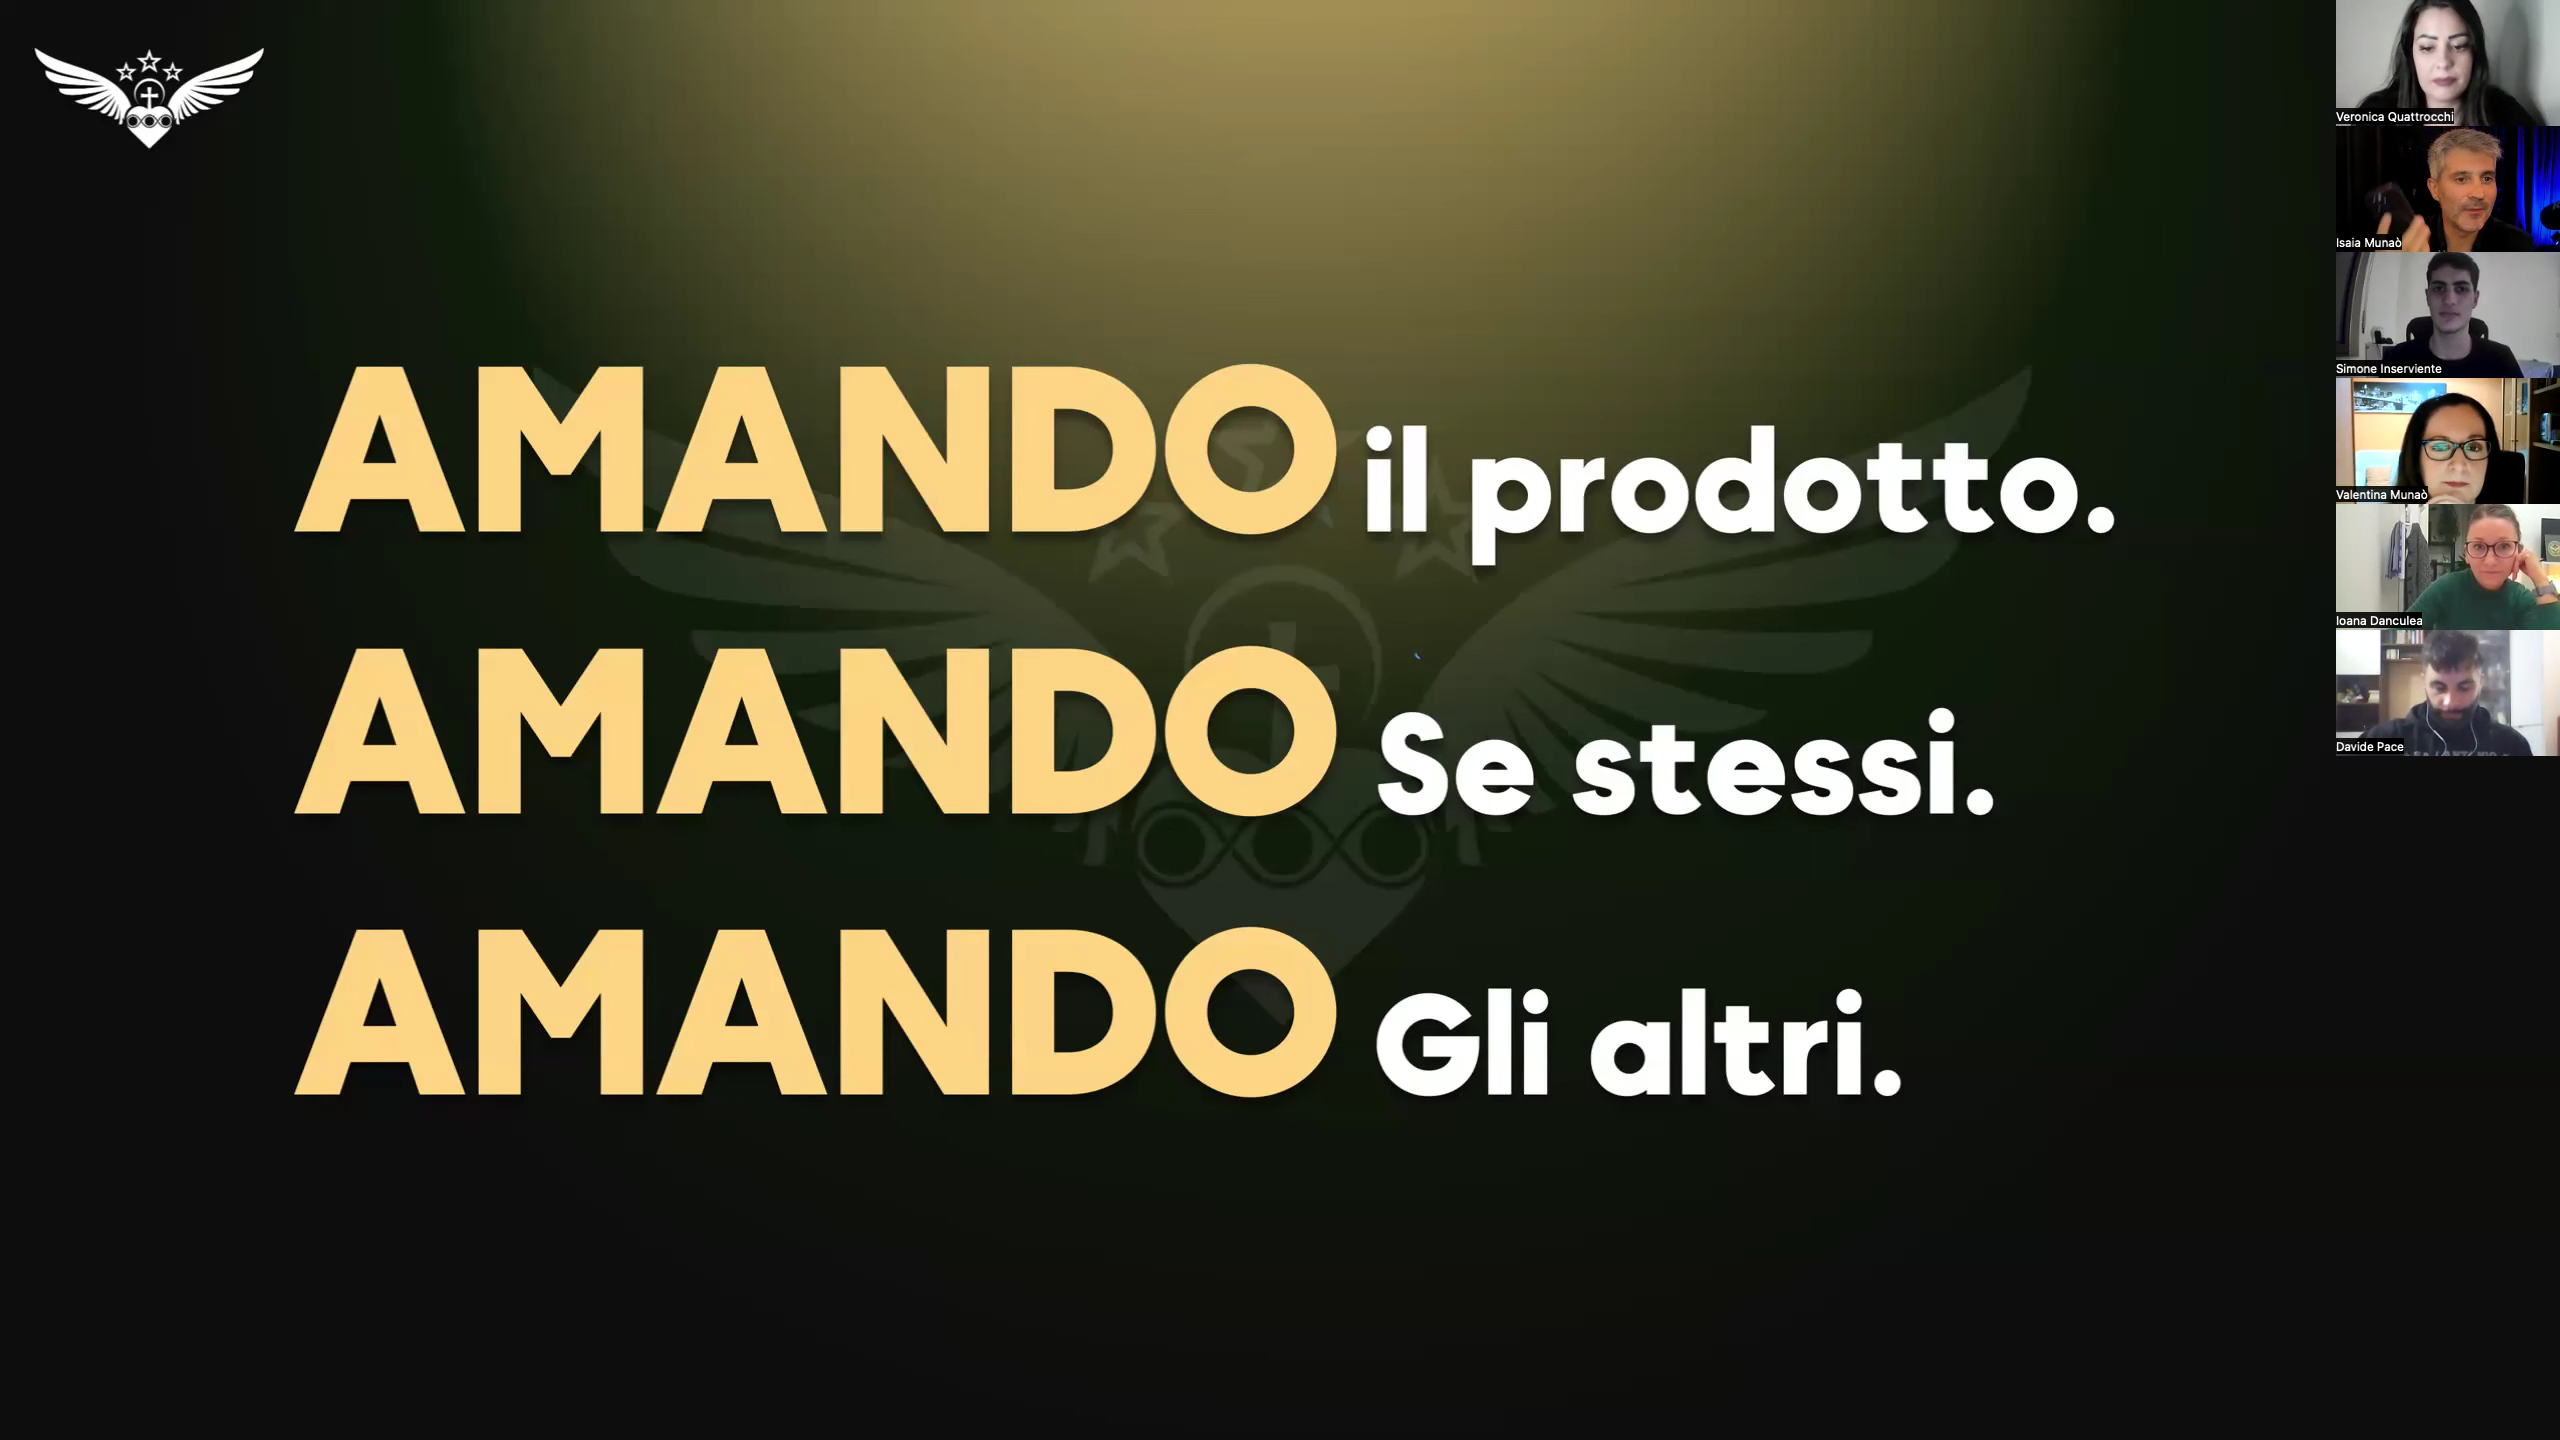 AMANDO il prodotto.
AMANDO Se stessi.
AMANDO Gli altri.
Veronica Quattrocchi
Isaia Munaò
Simone Inserviente
Valentina Munaò
Ioana Danculea
Davide Pace